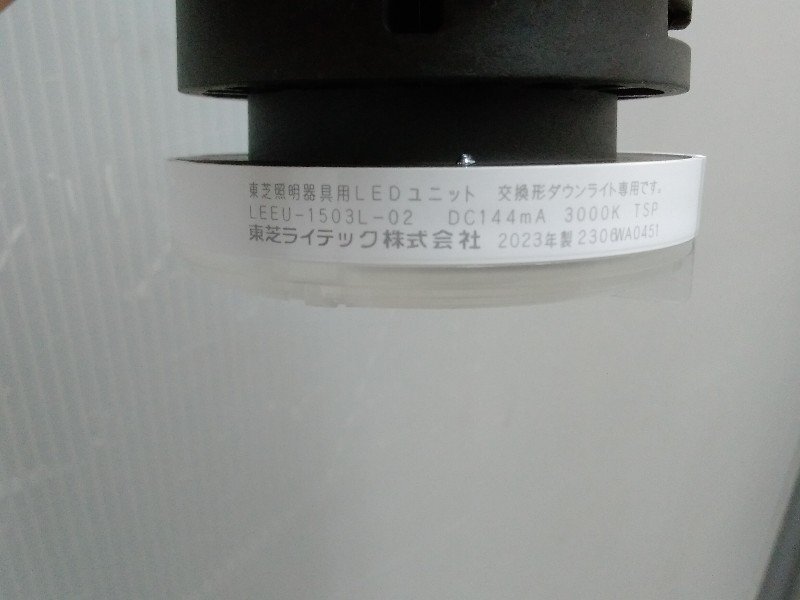 東芝照明器具用LEDユニット 交換形ダウンライト専用です。
LEEU-1503L-02 DC144mA 3000K TSP
東芝ライテック株式会社 2023年製 2306WA0451